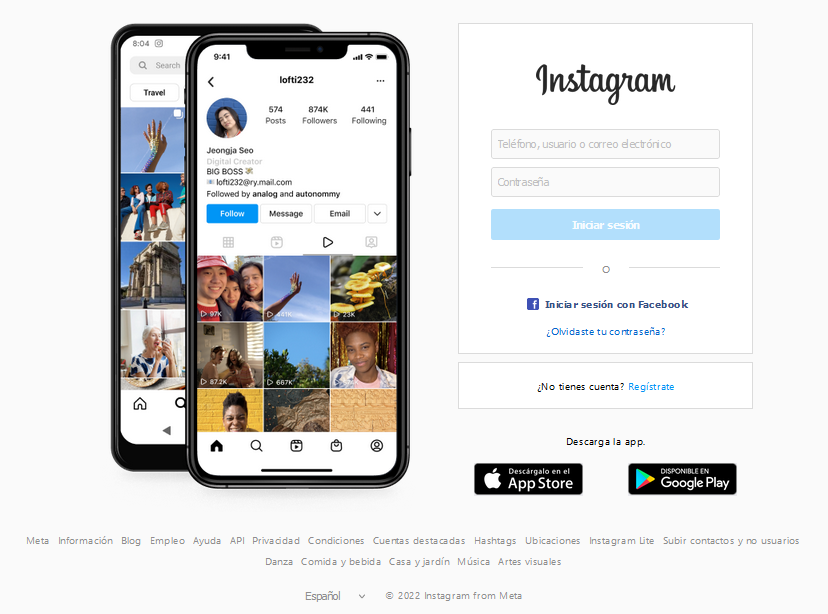 8:04
Search
Travel
9:41
lofti232
574 874K 441
Posts Followers Following
Jeongja Seo
Digital Creator
BIG BOSS
lofti232@ry.mail.com
Followed by analog and autonommy
Follow Message Email
97K 441K 23K
87.2K 667K
Instagram
Teléfono, usuario o correo electrónico
Contraseña
Iniciar sesión
O
Iniciar sesión con Facebook
¿Olvidaste tu contraseña?
¿No tienes cuenta? Regístrate
Descarga la app.
Descárgalo en el
App Store
DISPONIBLE EN
Google Play
Meta Información Blog Empleo Ayuda API Privacidad Condiciones Cuentas destacadas Hashtags Ubicaciones Instagram Lite Subir contactos y no usuarios
Danza Comida y bebida Casa y jardín Música Artes visuales
Español © 2022 Instagram from Meta